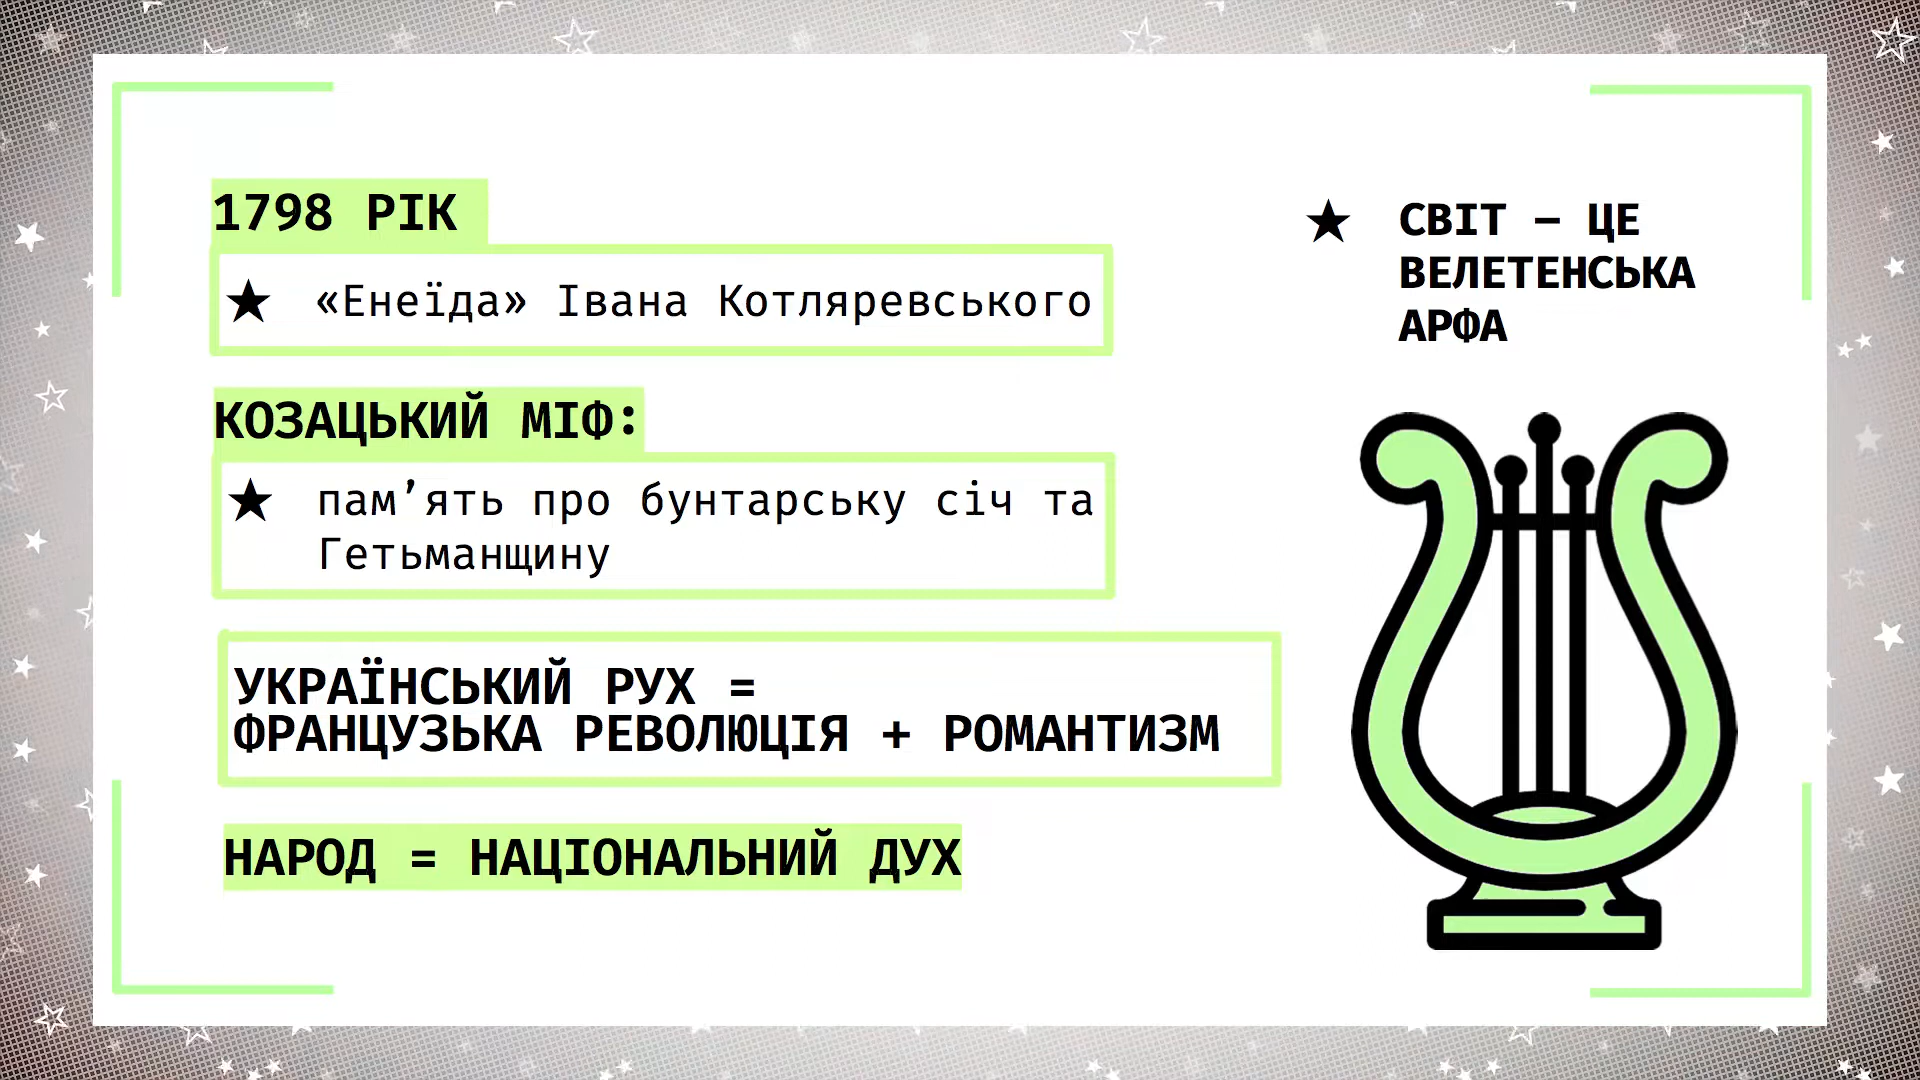 1798 РІК
★ «Енеїда» Івана Котляревського
КОЗАЦЬКИЙ МІФ:
★ пам’ять про бунтарську січ та
Гетьманщину
УКРАЇНСЬКИЙ РУХ =
ФРАНЦУЗЬКА РЕВОЛЮЦІЯ + РОМАНТИЗМ
НАРОД = НАЦІОНАЛЬНИЙ ДУХ
★ СВІТ – ЦЕ
ВЕЛЕТЕНСЬКА
АРФА